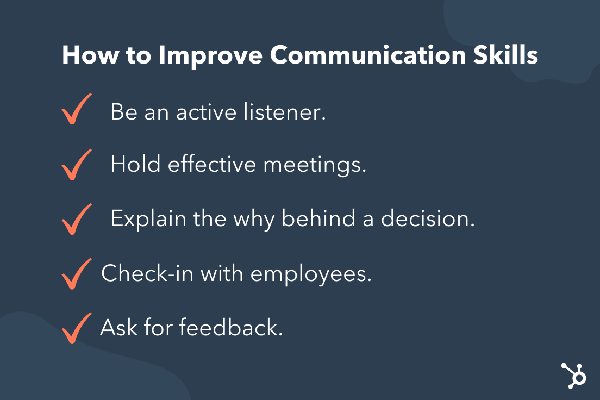 How to Improve Communication Skills
Be an active listener.
Hold effective meetings.
Explain the why behind a decision.
Check-in with employees.
Ask for feedback.